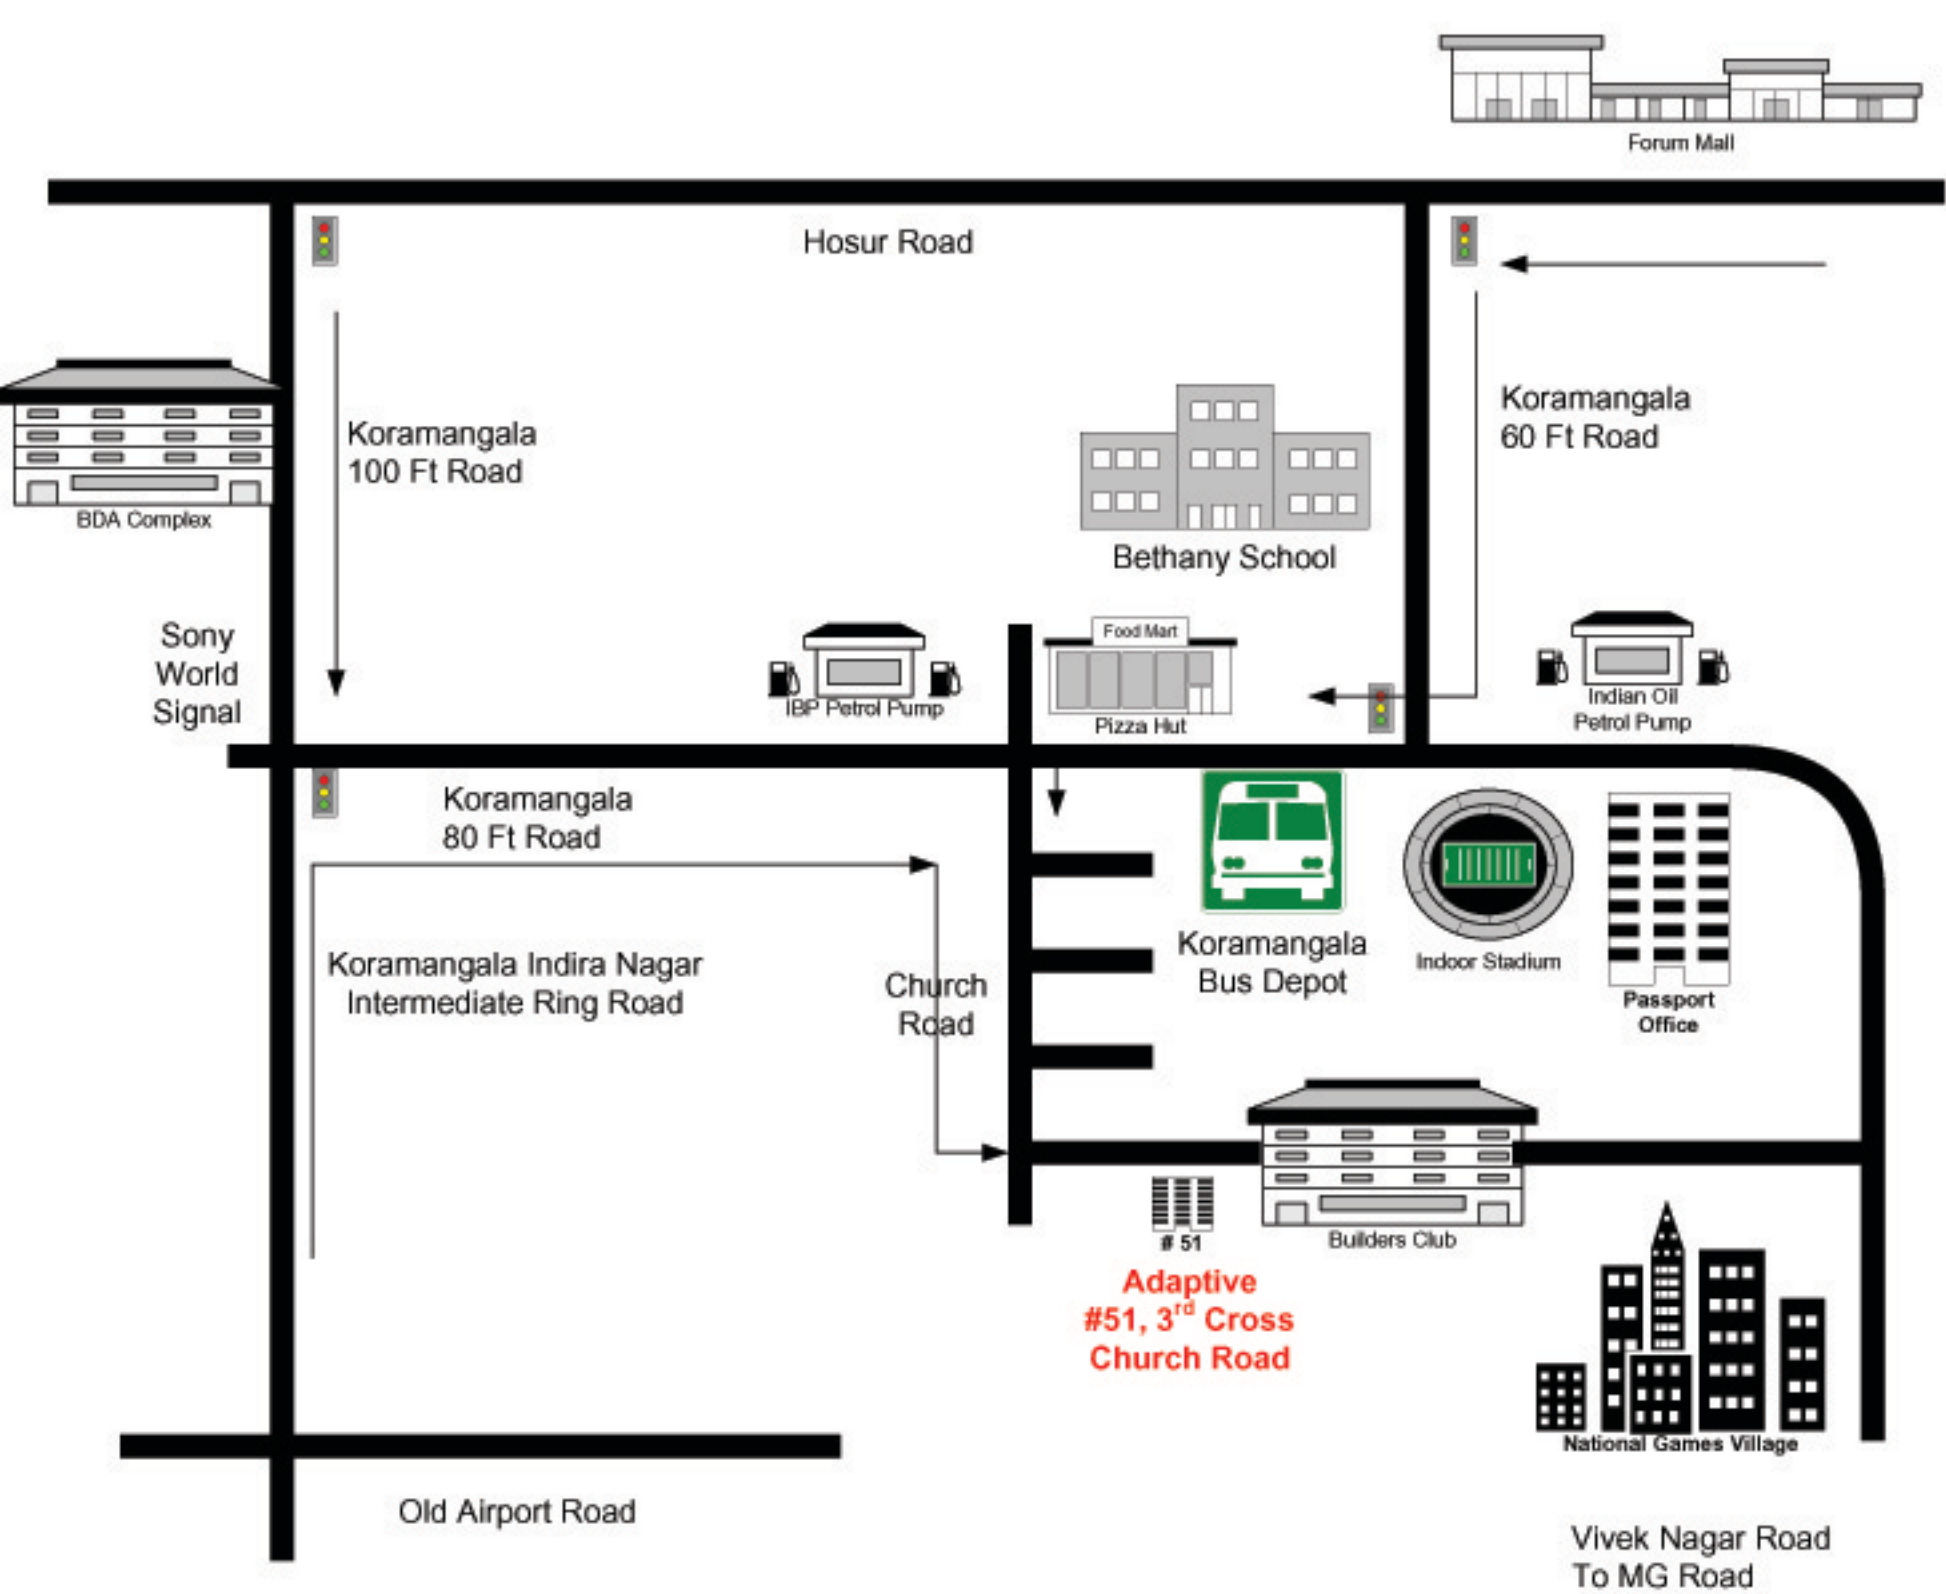 Forum Mall
Hosur Road
Koramangala
60 Ft Road
Koramangala
100 Ft Road
BDA Complex
Bethany School
Sony
World
Signal
Food Mart
IBP Petrol Pump
Pizza Hut
Indian Oil
Petrol Pump
Koramangala
80 Ft Road
Koramangala
Bus Depot
Indoor Stadium
Passport
Office
Koramangala Indira Nagar
Intermediate Ring Road
Church
Road
# 51
Builders Club
Adaptive
#51, 3rd Cross
Church Road
National Games Village
Old Airport Road
Vivek Nagar Road
To MG Road